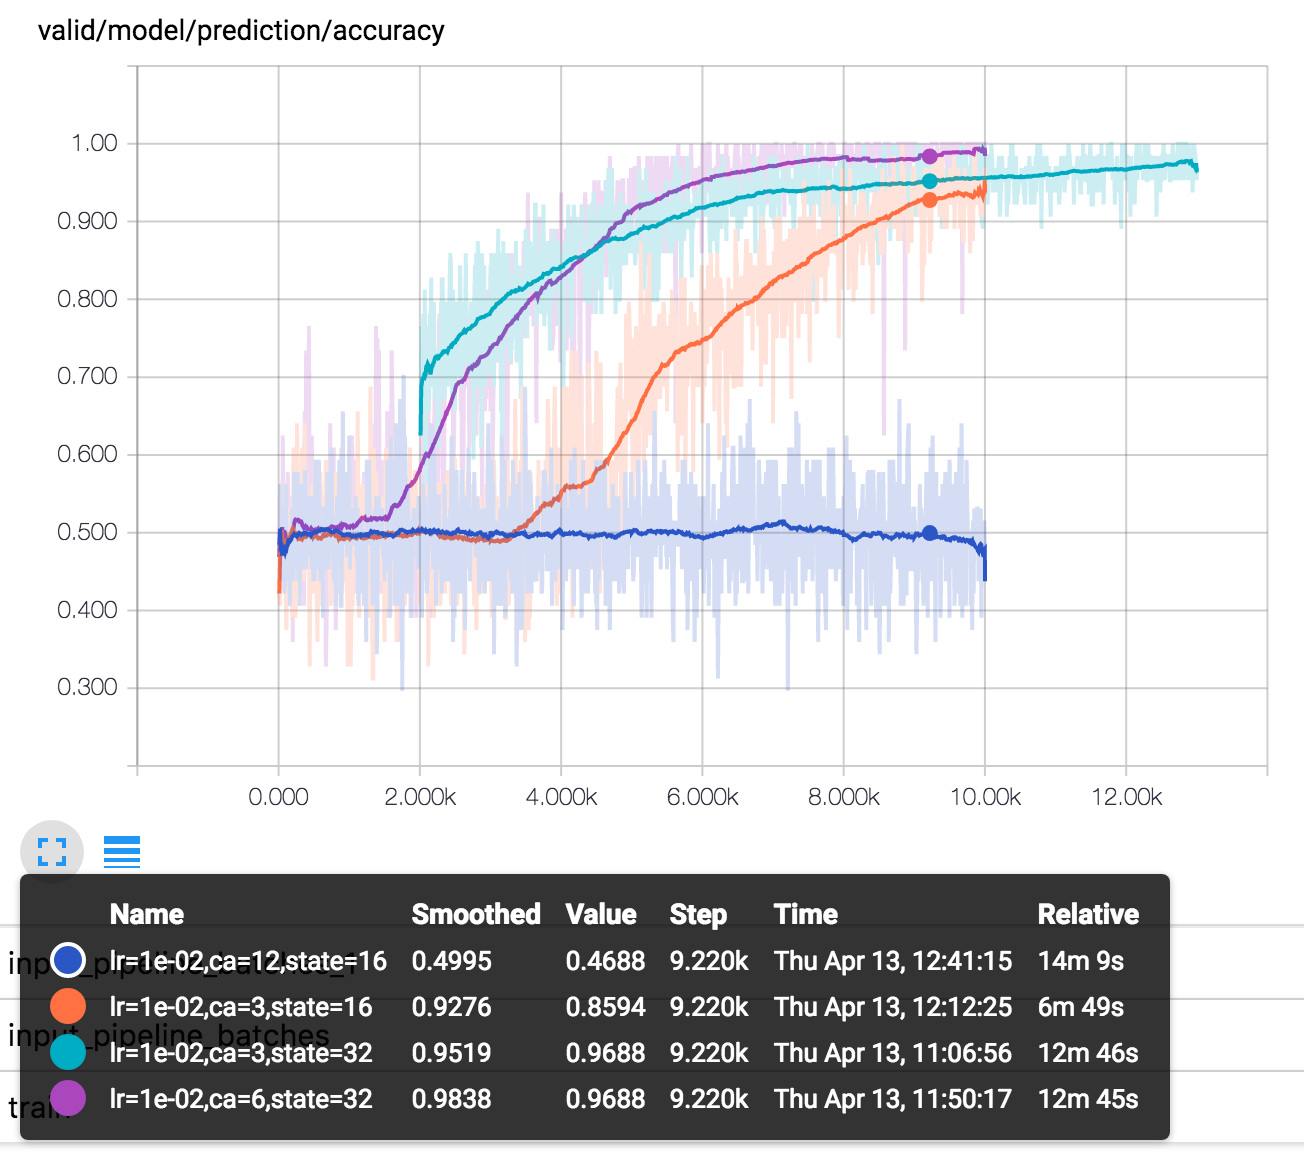 valid/model/prediction/accuracy
1.00
0.900
0.800
0.700
0.600
0.500
0.400
0.300
0.000 2.000k 4.000k 6.000k 8.000k 10.00k 12.00k
Name Smoothed Value Step Time Relative
lr=1e-02,ca=12,state=16 0.4995 0.4688 9.220k Thu Apr 13, 12:41:15 14m 9s
lr=1e-02,ca=3,state=16 0.9276 0.8594 9.220k Thu Apr 13, 12:12:25 6m 49s
input_pipeline_batches
lr=1e-02,ca=3,state=32 0.9519 0.9688 9.220k Thu Apr 13, 11:06:56 12m 46s
lr=1e-02,ca=6,state=32 0.9838 0.9688 9.220k Thu Apr 13, 11:50:17 12m 45s
train